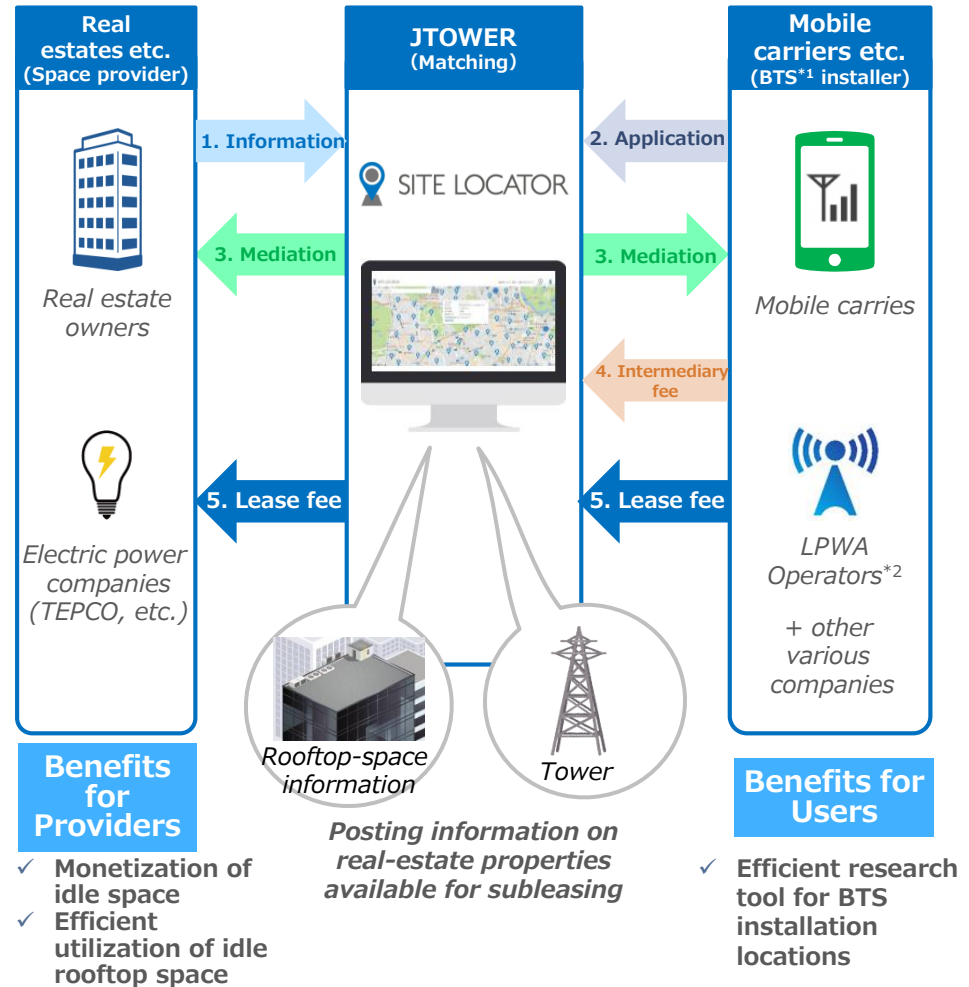 Real
estates etc.
(Space provider)
1. Information
3. Mediation
Real estate
owners
5. Lease fee
Electric power
companies
(TEPCO, etc.)
JTOWER
(Matching)
SITE LOCATOR
Rooftop-space
information
Tower
Posting information on
real-estate properties
available for subleasing
Mobile
carriers etc.
(BTS*1 installer)
2. Application
3. Mediation
Mobile carries
4. Intermediary
fee
5. Lease fee
LPWA
Operators*2
+ other
various
companies
Benefits
for
Providers
✓ Monetization of
idle space
✓ Efficient
utilization of idle
rooftop space
Benefits for
Users
✓ Efficient research
tool for BTS
installation
locations